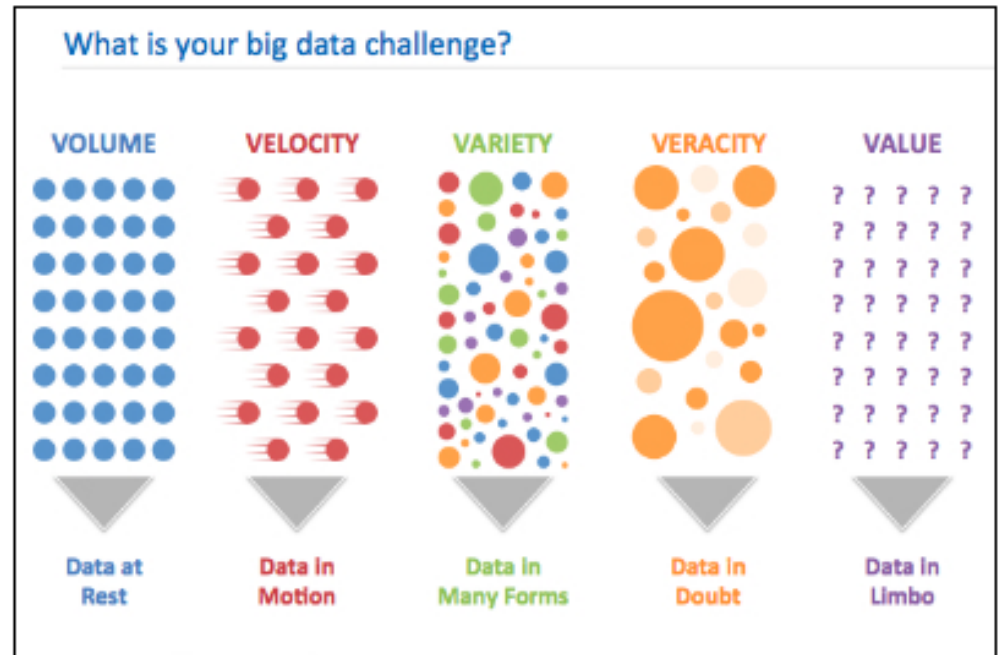 What is your big data challenge?
VOLUME
VELOCITY
VARIETY
VERACITY
VALUE
? ? ? ? ?
? ? ? ? ?
? ? ? ? ?
? ? ? ? ?
? ? ? ? ?
? ? ? ? ?
? ? ? ? ?
? ? ? ? ?
Data at
Rest
Data in
Motion
Data in
Many Forms
Data in
Doubt
Data in
Limbo